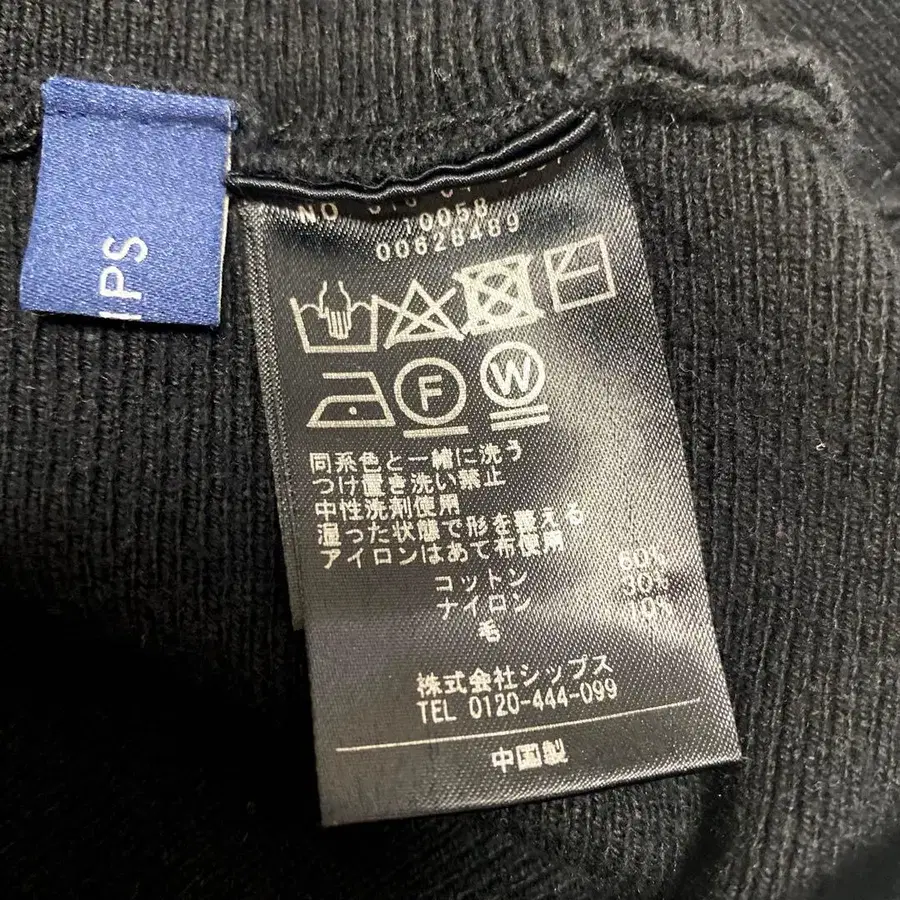 IPS
NO
10058
00628489
F
W
同系色と一緒に洗う
つけ置き洗い禁止
中性洗剤使用
湿った状態で形を整える
アイロンはあて布使用
コットン 60%
ナイロン 30%
毛 10%
株式会社シップス
TEL 0120-444-099
中国製